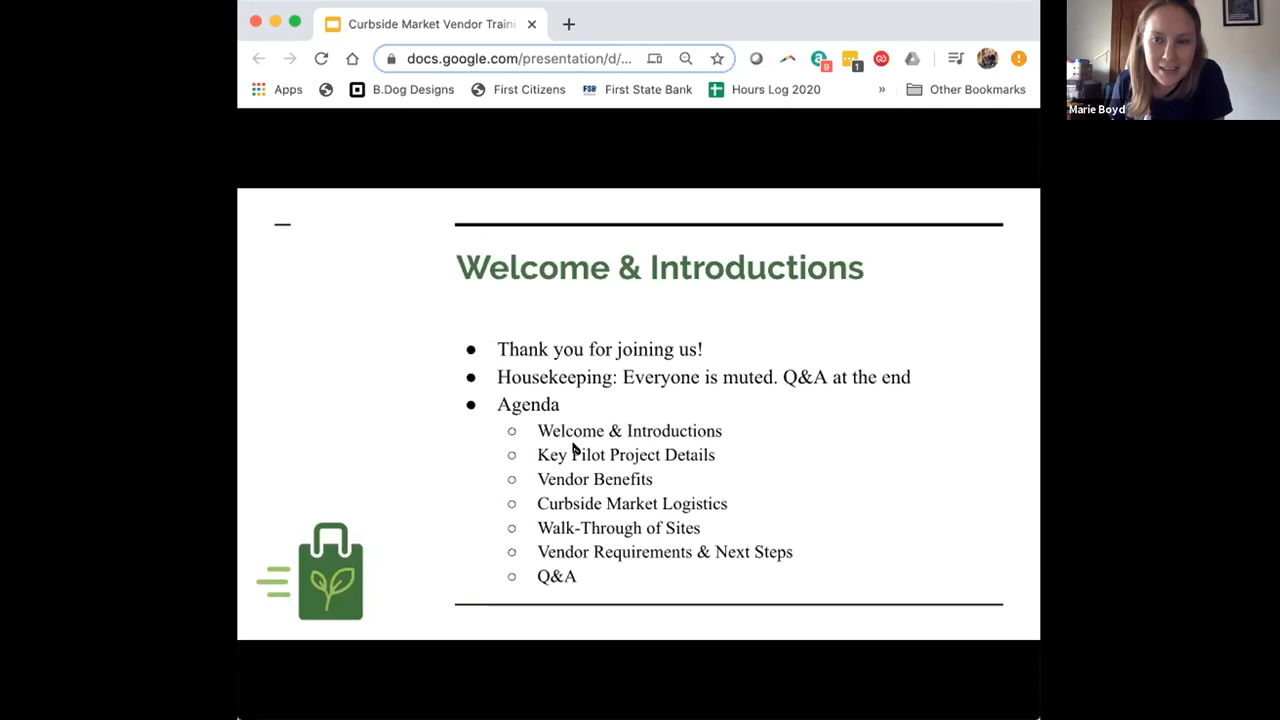 Curbside Market Vendor Traini
docs.google.com/presentation/d/...
9
1
Apps
B.Dog Designs
First Citizens
FSB
First State Bank
Hours Log 2020
»
Other Bookmarks
Marie Boyd
Welcome & Introductions
Thank you for joining us!
Housekeeping: Everyone is muted. Q&A at the end
Agenda
Welcome & Introductions
Key Pilot Project Details
Vendor Benefits
Curbside Market Logistics
Walk-Through of Sites
Vendor Requirements & Next Steps
Q&A